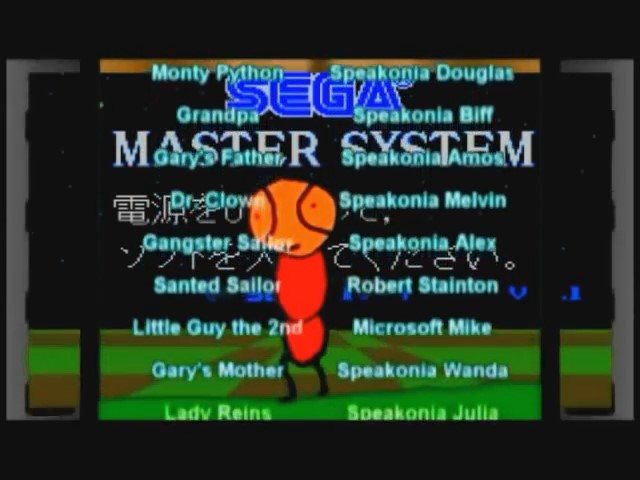 Monty Python Speakonia Douglas
SEGA®
Grandpa Speakonia Biff
MASTER SYSTEM
Gary's Father Speakonia Amos
Dr. Clown Speakonia Melvin
電源を
Gangster Sailor Speakonia Alex
ソフトを てください。
Santed Sailor Robert Stainton
Little Guy the 2nd Microsoft Mike
Gary's Mother Speakonia Wanda
Lady Reins Speakonia Julia